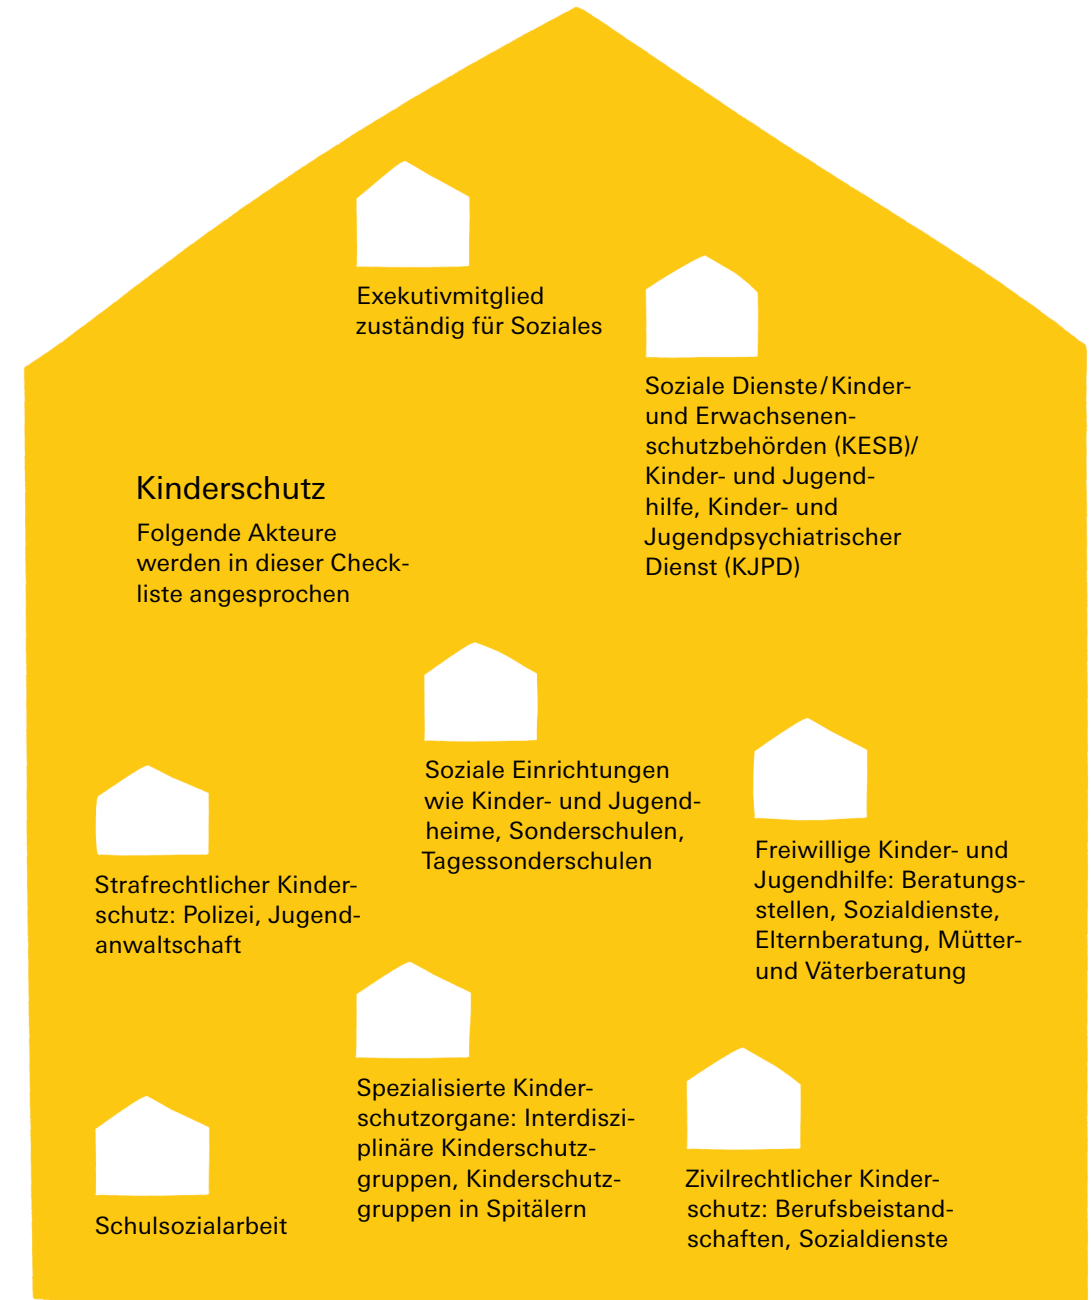 Exekutivmitglied
zuständig für Soziales
Soziale Dienste/Kinder-
und Erwachsenen-
schutzbehörden (KESB)/
Kinder- und Jugend-
hilfe, Kinder- und
Jugendpsychiatrischer
Dienst (KJPD)
Kinderschutz
Folgende Akteure
werden in dieser Check-
liste angesprochen
Soziale Einrichtungen
wie Kinder- und Jugend-
heime, Sonderschulen,
Tagessonderschulen
Freiwillige Kinder- und
Jugendhilfe: Beratungs-
stellen, Sozialdienste,
Elternberatung, Mütter-
und Väterberatung
Strafrechtlicher Kinder-
schutz: Polizei, Jugend-
anwaltschaft
Spezialisierte Kinder-
schutzorgane: Interdiszi-
plinäre Kinderschutz-
gruppen, Kinderschutz-
gruppen in Spitälern
Zivilrechtlicher Kinder-
schutz: Berufsbeistand-
schaften, Sozialdienste
Schulsozialarbeit